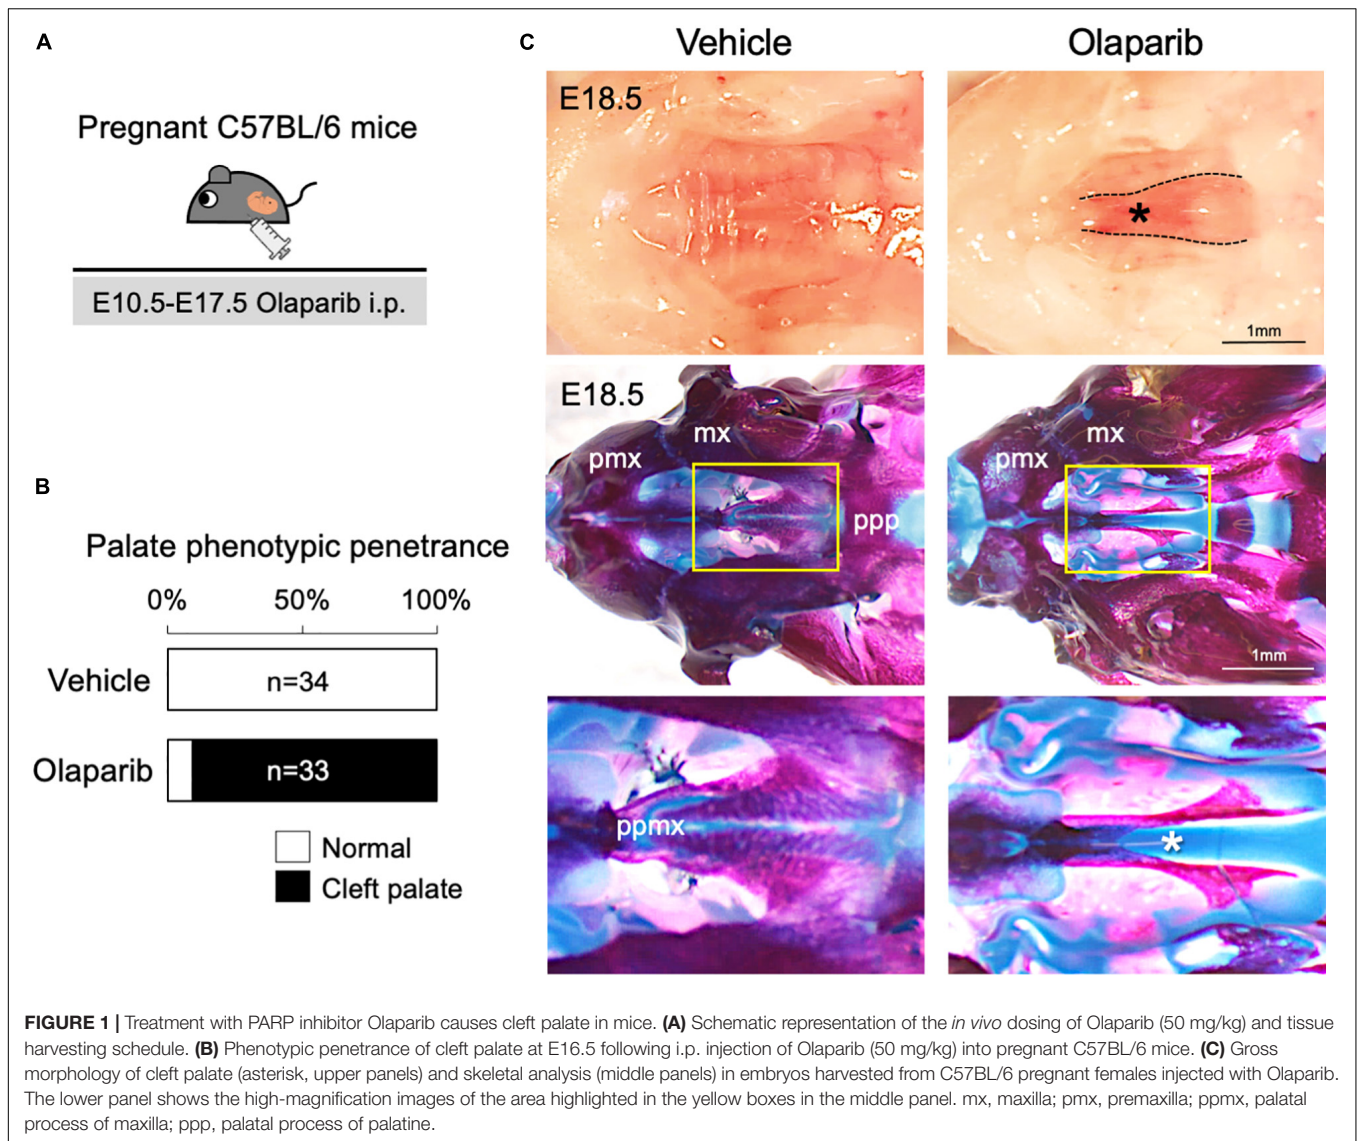 A
Pregnant C57BL/6 mice
E10.5-E17.5 Olaparib i.p.
B
Palate phenotypic penetrance
0% 50% 100%
Vehicle n=34
Olaparib n=33
Normal
Cleft palate
C
Vehicle Olaparib
E18.5
*
1mm
E18.5
mx mx
pmx pmx
ppp
1mm
ppmx
*
FIGURE 1 | Treatment with PARP inhibitor Olaparib causes cleft palate in mice. (A) Schematic representation of the in vivo dosing of Olaparib (50 mg/kg) and tissue
harvesting schedule. (B) Phenotypic penetrance of cleft palate at E16.5 following i.p. injection of Olaparib (50 mg/kg) into pregnant C57BL/6 mice. (C) Gross
morphology of cleft palate (asterisk, upper panels) and skeletal analysis (middle panels) in embryos harvested from C57BL/6 pregnant females injected with Olaparib.
The lower panel shows the high-magnification images of the area highlighted in the yellow boxes in the middle panel. mx, maxilla; pmx, premaxilla; ppmx, palatal
process of maxilla; ppp, palatal process of palatine.